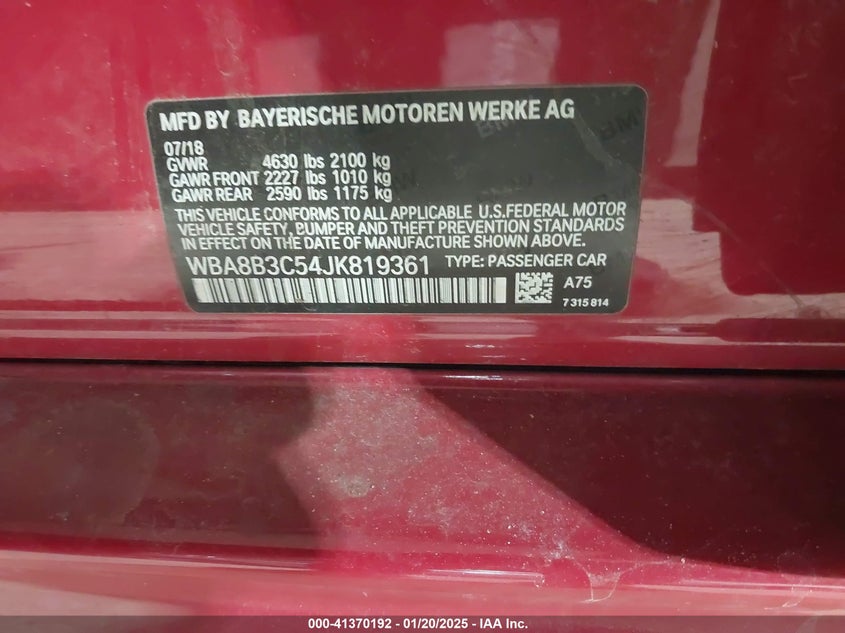 MFD BY BAYERISCHE MOTOREN WERKE AG
07/18
GVWR 4630 lbs 2100 kg
GAWR FRONT 2227 lbs 1010 kg
GAWR REAR 2590 lbs 1175 kg
THIS VEHICLE CONFORMS TO ALL APPLICABLE U.S.FEDERAL MOTOR
VEHICLE SAFETY, BUMPER AND THEFT PREVENTION STANDARDS
IN EFFECT ON THE DATE OF MANUFACTURE SHOWN ABOVE.
WBA8B3C54JK819361 TYPE: PASSENGER CAR
A75
7 315 814
000-41370192 - 01/20/2025 - IAA Inc.